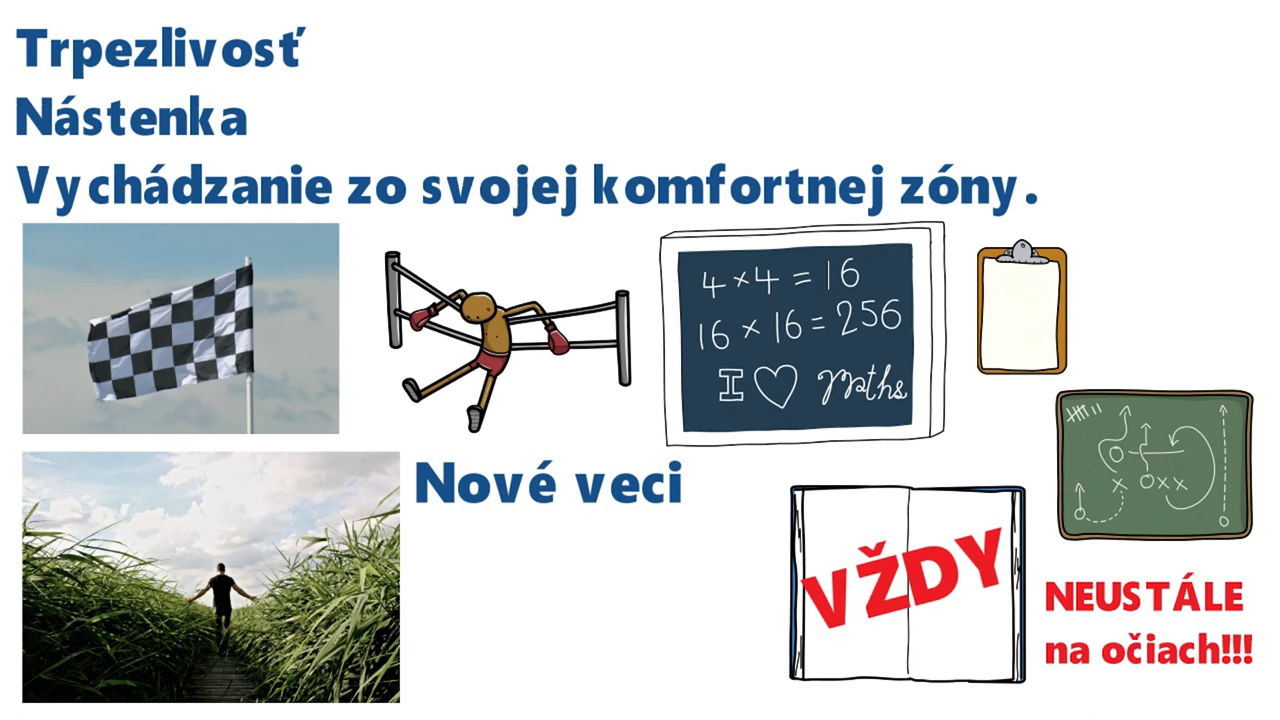 Trpezlivosť
Nástenka
Vychádzanie zo svojej komfortnej zóny.
4 × 4 = 16
16 × 16 = 256
I ♡ Maths
Nové veci
VŽDY
NEUSTÁLE
na očiach!!!